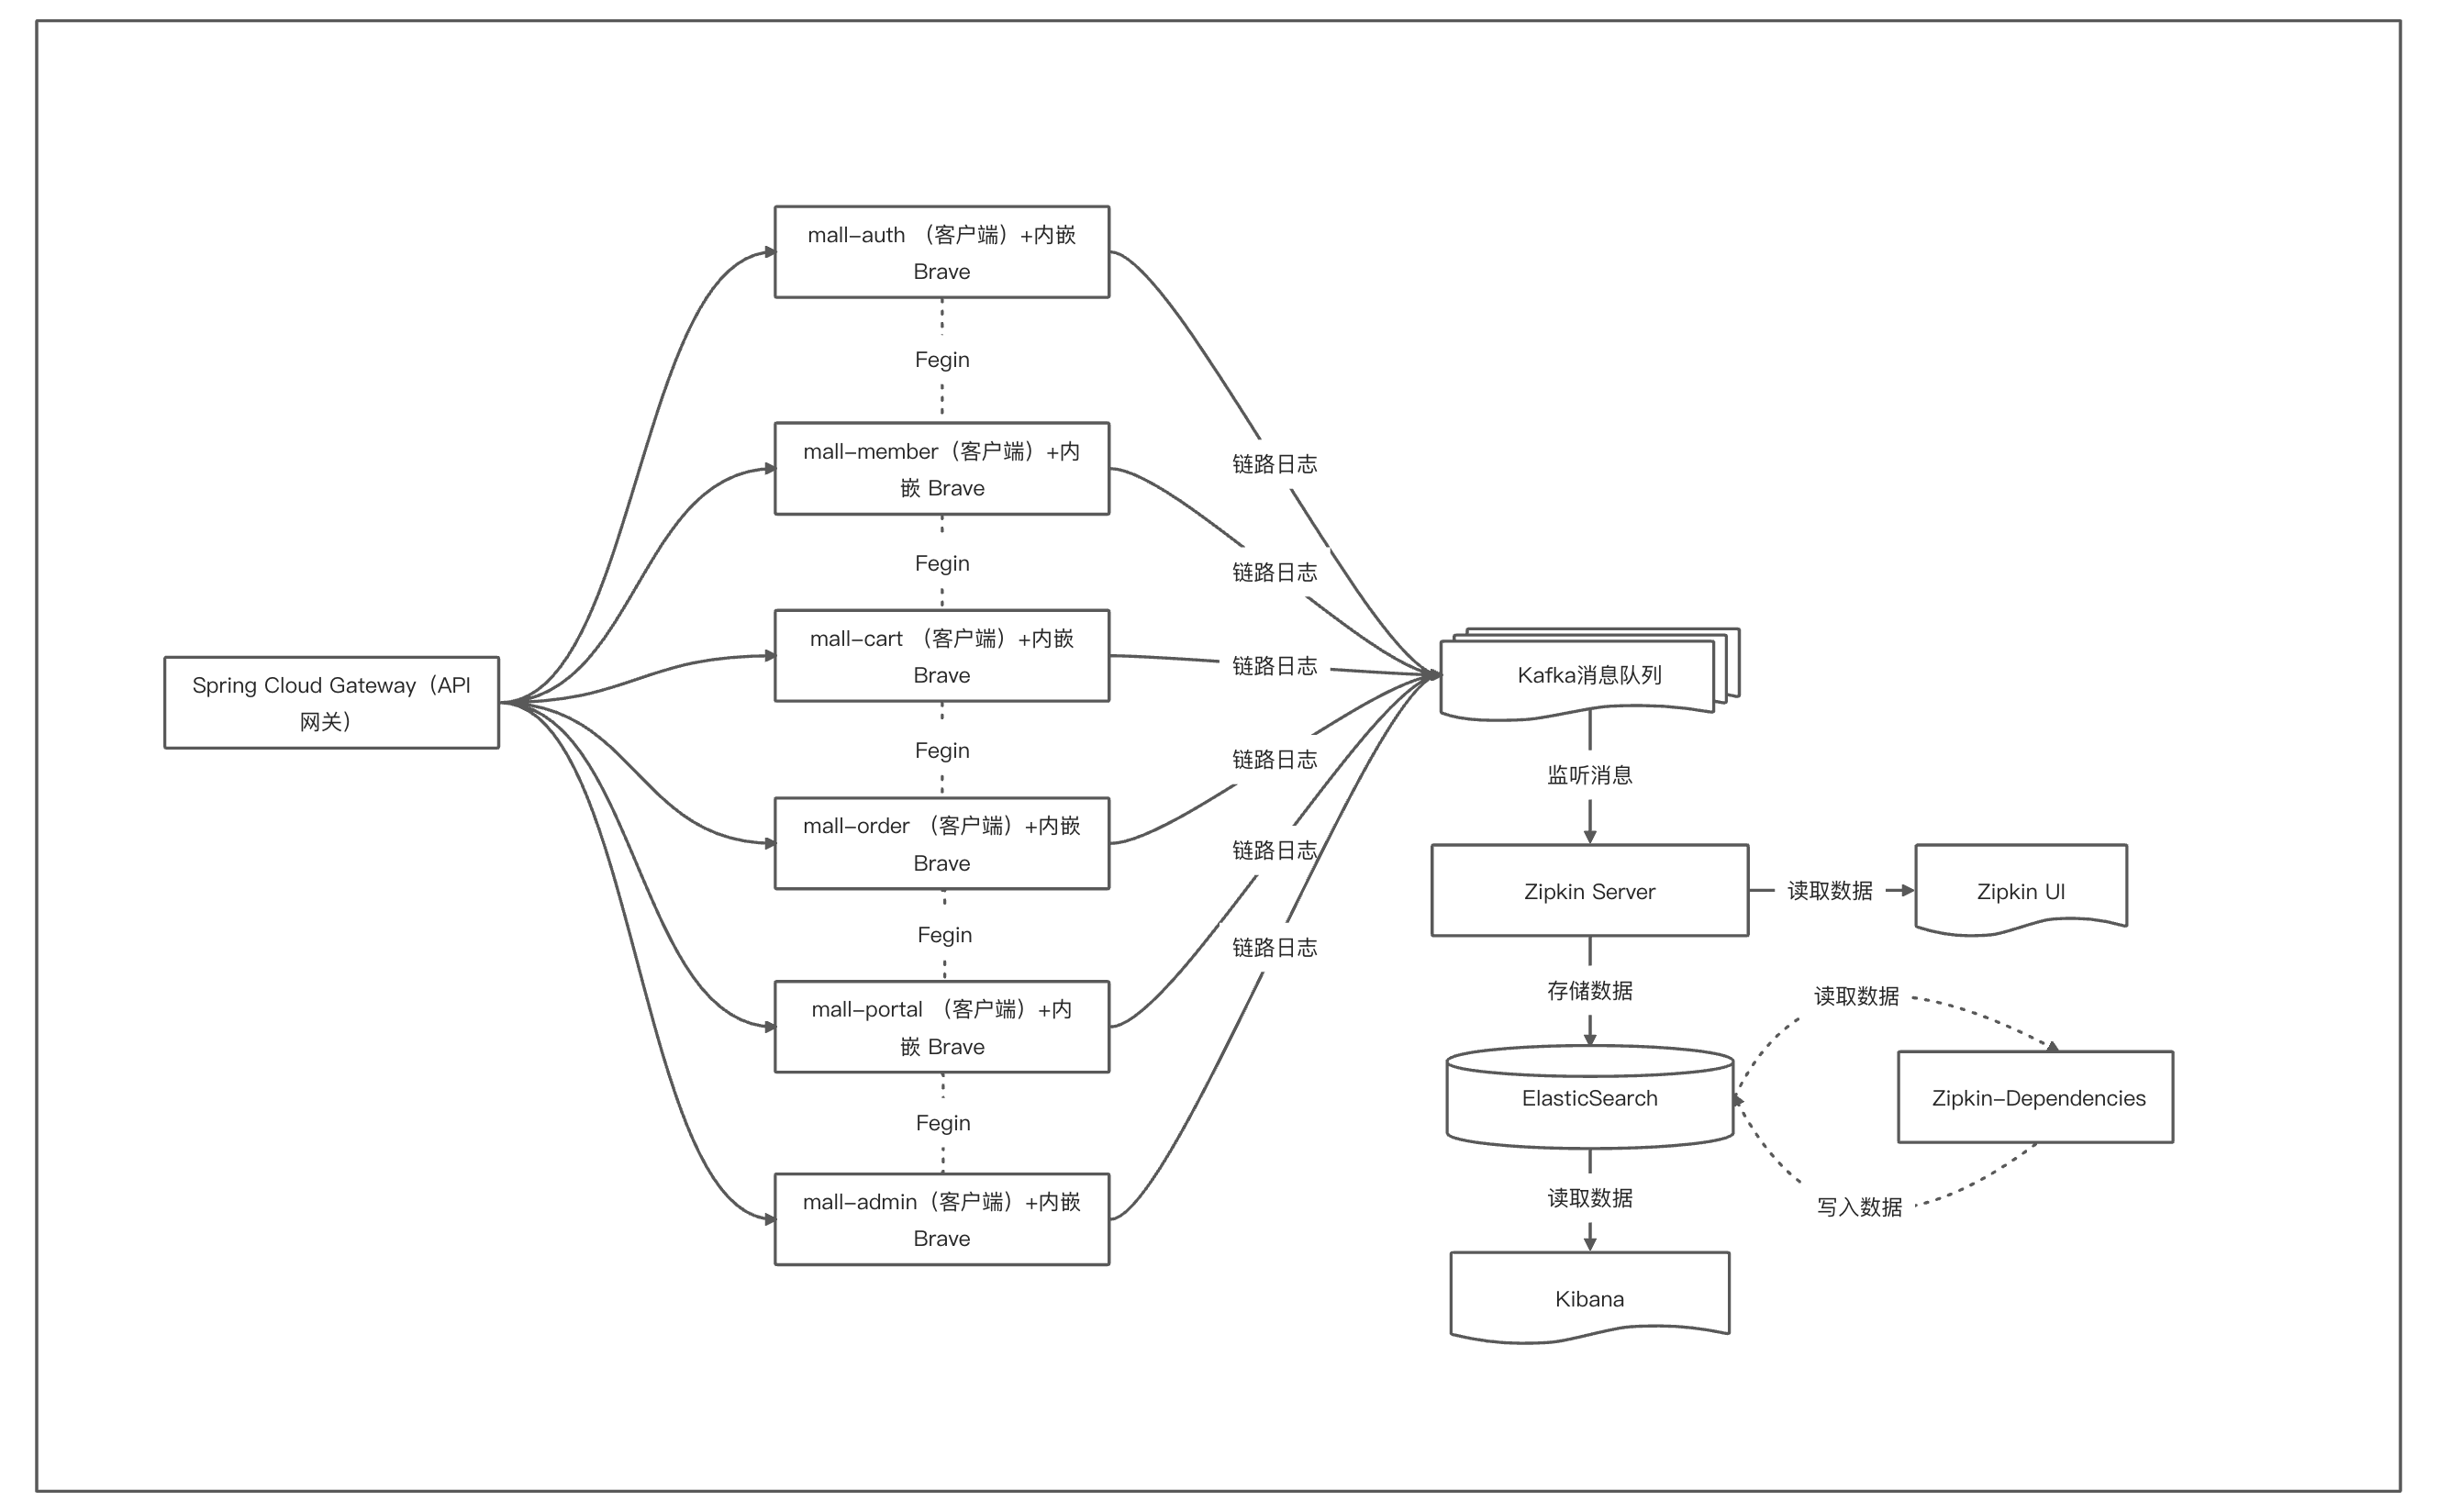 Spring Cloud Gateway（API
网关）
mall-auth （客户端）+内嵌
Brave
Fegin
mall-member（客户端）+内
嵌 Brave
Fegin
mall-cart （客户端）+内嵌
Brave
Fegin
mall-order （客户端）+内嵌
Brave
Fegin
mall-portal （客户端）+内
嵌 Brave
Fegin
mall-admin（客户端）+内嵌
Brave
链路日志
链路日志
链路日志
链路日志
链路日志
链路日志
Kafka消息队列
监听消息
Zipkin Server
读取数据
Zipkin UI
存储数据
ElasticSearch
读取数据
Zipkin-Dependencies
写入数据
读取数据
Kibana